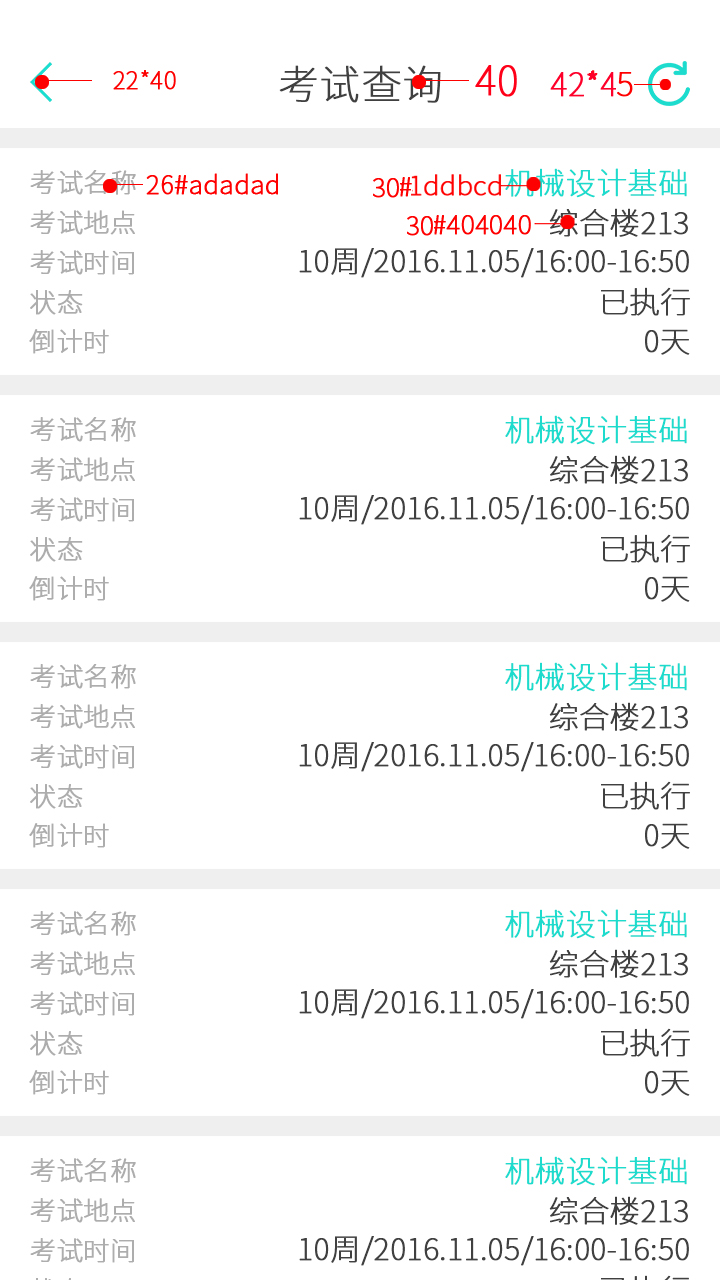 22*40 考试查询 40 42*45
考试名称 26#adadad 30#1ddbcd 机械设计基础
考试地点 30#404040 综合楼213
考试时间 10周/2016.11.05/16:00-16:50
状态 已执行
倒计时 0天
考试名称 机械设计基础
考试地点 综合楼213
考试时间 10周/2016.11.05/16:00-16:50
状态 已执行
倒计时 0天
考试名称 机械设计基础
考试地点 综合楼213
考试时间 10周/2016.11.05/16:00-16:50
状态 已执行
倒计时 0天
考试名称 机械设计基础
考试地点 综合楼213
考试时间 10周/2016.11.05/16:00-16:50
状态 已执行
倒计时 0天
考试名称 机械设计基础
考试地点 综合楼213
考试时间 10周/2016.11.05/16:00-16:50